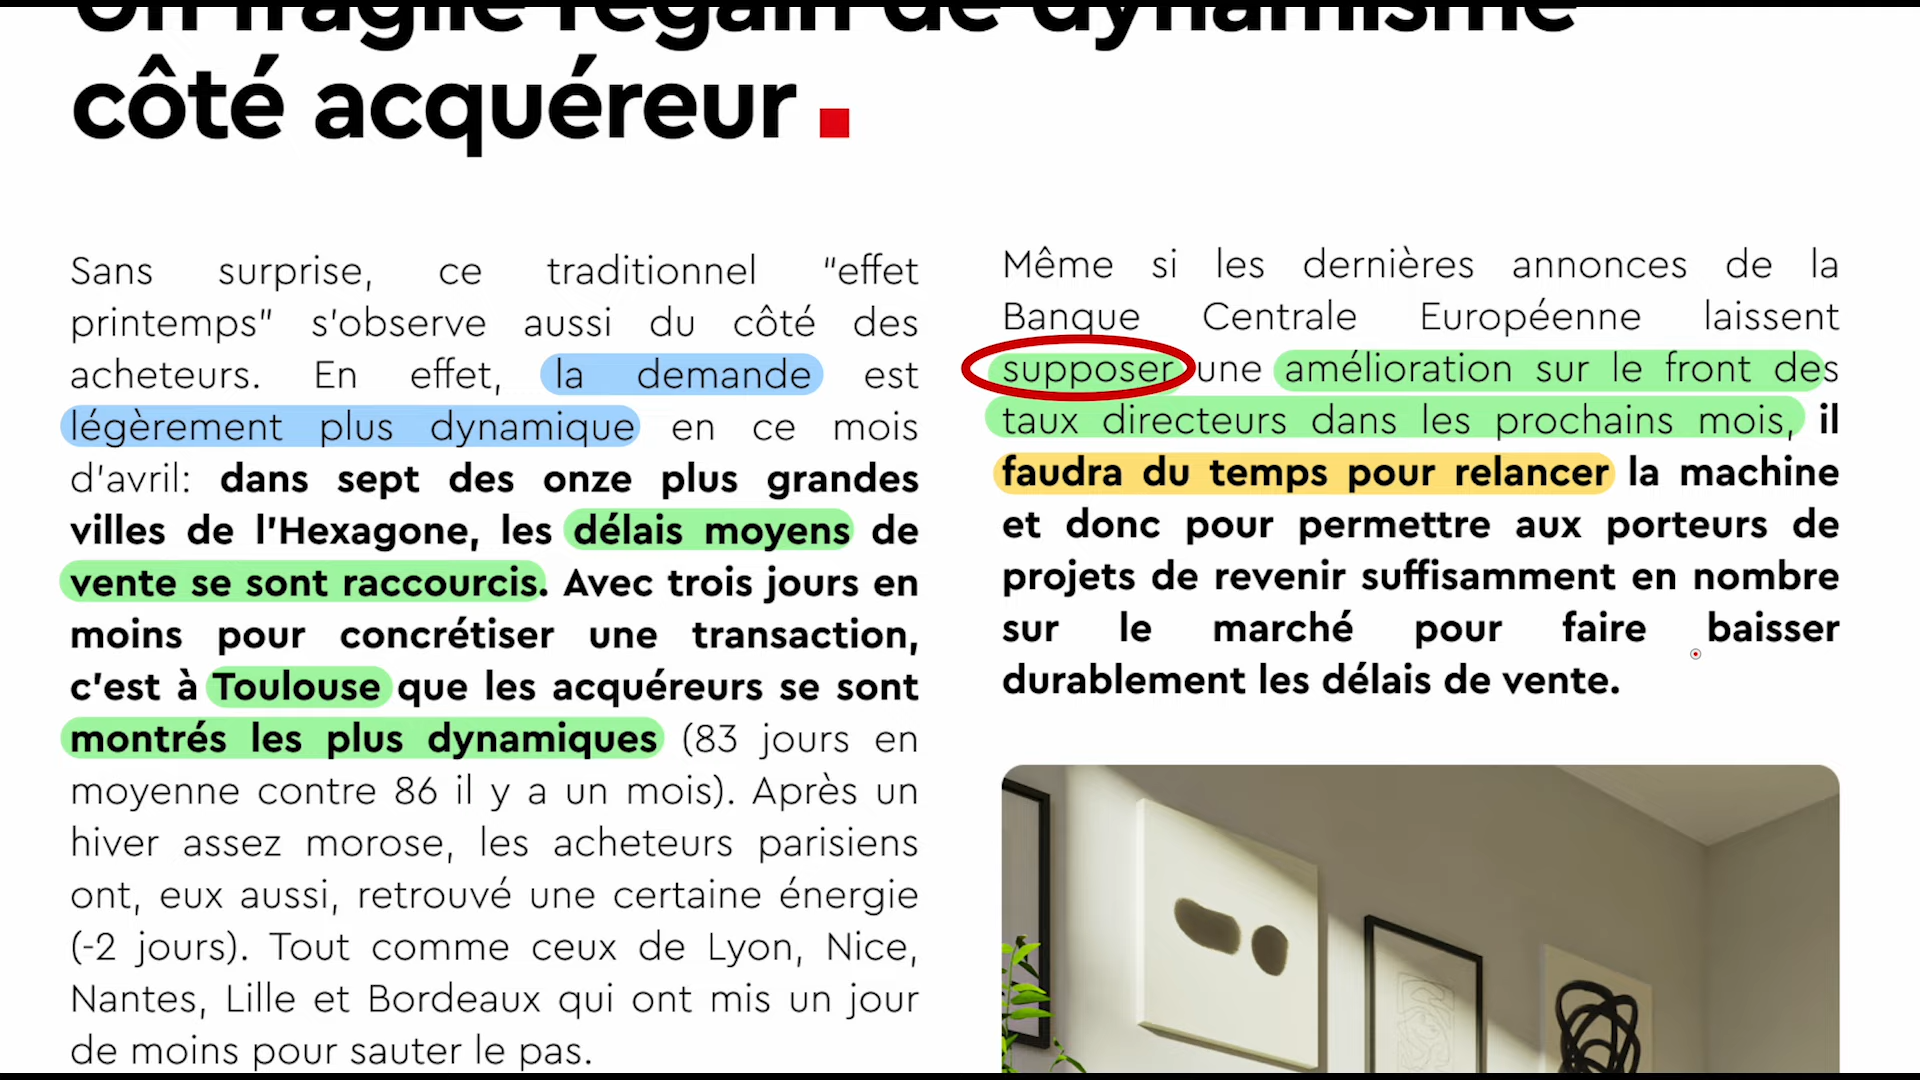 Un fragile regain de dynamisme
côté acquéreur
Sans surprise, ce traditionnel “effet
printemps” s’observe aussi du côté des
acheteurs. En effet, la demande est
légèrement plus dynamique en ce mois
d’avril: dans sept des onze plus grandes
villes de l’Hexagone, les délais moyens de
vente se sont raccourcis. Avec trois jours en
moins pour concrétiser une transaction,
c’est à Toulouse que les acquéreurs se sont
montrés les plus dynamiques (83 jours en
moyenne contre 86 il y a un mois). Après un
hiver assez morose, les acheteurs parisiens
ont, eux aussi, retrouvé une certaine énergie
(-2 jours). Tout comme ceux de Lyon, Nice,
Nantes, Lille et Bordeaux qui ont mis un jour
de moins pour sauter le pas.
Même si les dernières annonces de la
Banque Centrale Européenne laissent
supposer une amélioration sur le front des
taux directeurs dans les prochains mois, il
faudra du temps pour relancer la machine
et donc pour permettre aux porteurs de
projets de revenir suffisamment en nombre
sur le marché pour faire baisser
durablement les délais de vente.